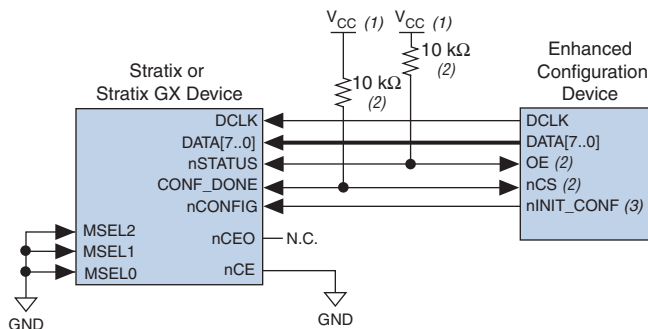 VCC (1)
VCC (1)
10 kΩ
(2)
10 kΩ
(2)
Stratix or
Stratix GX Device
Enhanced
Configuration
Device
DCLK
DATA[7..0]
nSTATUS
CONF_DONE
nCONFIG
nCEO
N.C.
nCE
MSEL2
MSEL1
MSEL0
GND
GND
DCLK
DATA[7..0]
OE (2)
nCS (2)
nINIT_CONF (3)